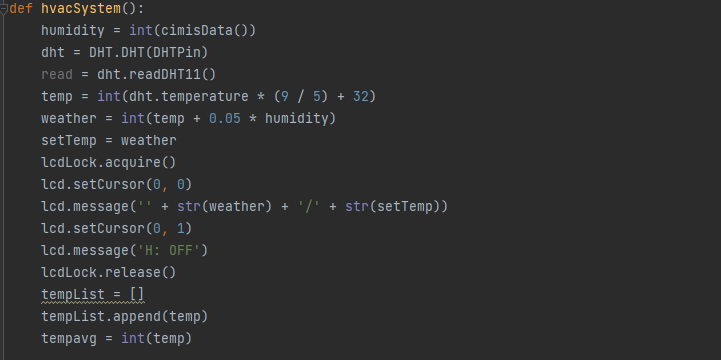 def hvacSystem():
    humidity = int(cimisData())
    dht = DHT.DHT(DHTPin)
    read = dht.readDHT11()
    temp = int(dht.temperature * (9 / 5) + 32)
    weather = int(temp + 0.05 * humidity)
    setTemp = weather
    lcdLock.acquire()
    lcd.setCursor(0, 0)
    lcd.message('' + str(weather) + '/' + str(setTemp))
    lcd.setCursor(0, 1)
    lcd.message('H: OFF')
    lcdLock.release()
    tempList = []
    tempList.append(temp)
    tempavg = int(temp)